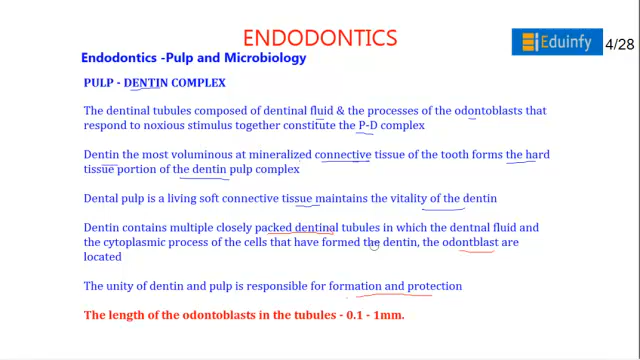 ENDODONTICS
Eduinfy
4/28
Endodontics -Pulp and Microbiology
PULP - DENTIN COMPLEX
The dentinal tubules composed of dentinal fluid & the processes of the odontoblasts that
respond to noxious stimulus together constitute the P-D complex
Dentin the most voluminous at mineralized connective tissue of the tooth forms the hard
tissue portion of the dentin pulp complex
Dental pulp is a living soft connective tissue maintains the vitality of the dentin
Dentin contains multiple closely packed dentinal tubules in which the dentnal fluid and
the cytoplasmic process of the cells that have formed the dentin, the odontblast are
located
The unity of dentin and pulp is responsible for formation and protection
The length of the odontoblasts in the tubules - 0.1 - 1mm.